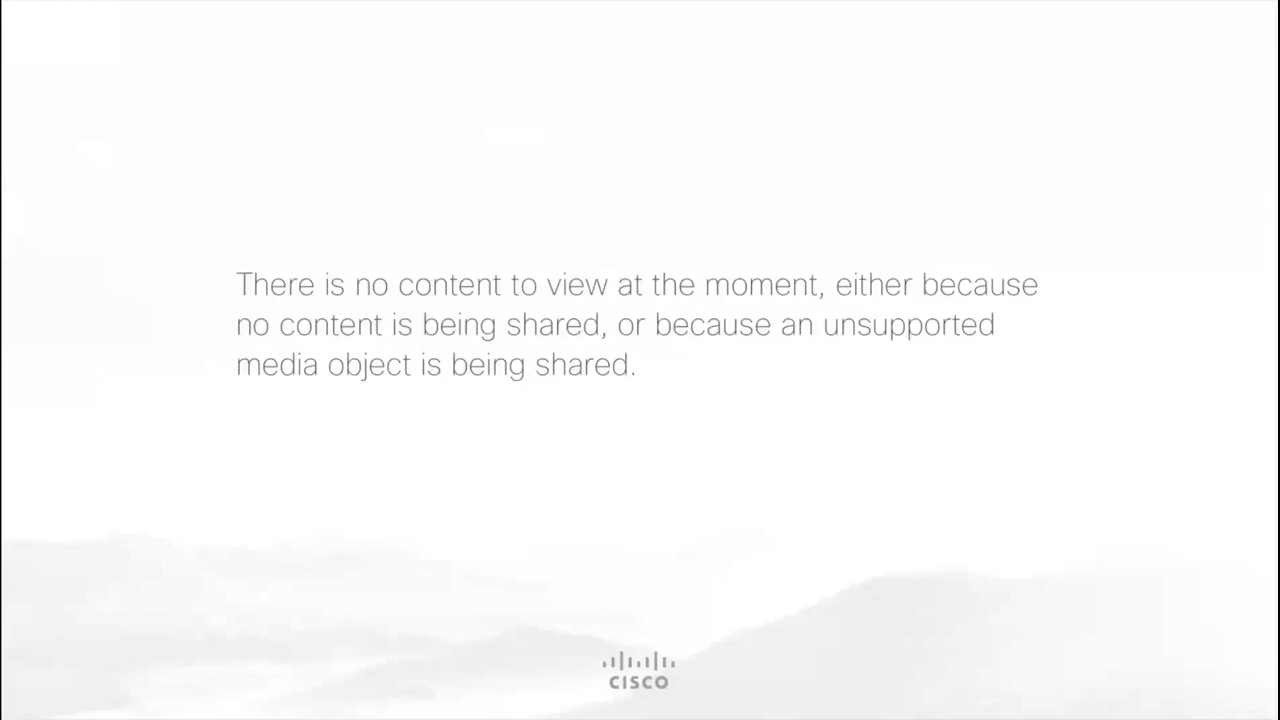 There is no content to view at the moment, either because
no content is being shared, or because an unsupported
media object is being shared.
CISCO